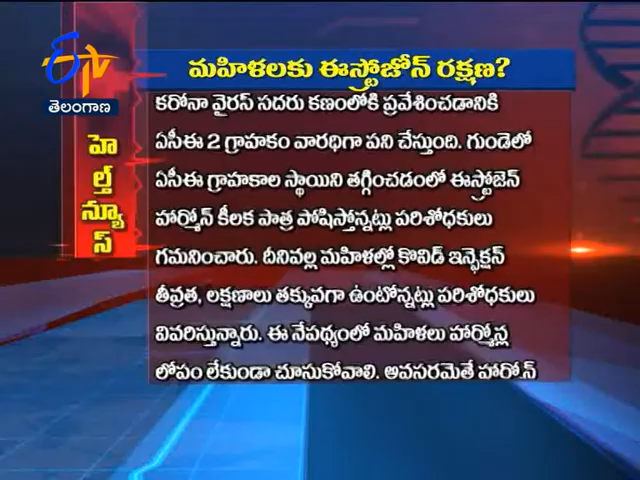 ETV
తెలంగాణ
హె
ల్త్
న్యూ
స్
మహిళలకు ఈస్ట్రోజోన్ రక్షణ?
కరోనా వైరస్ సదరు కణంలోకి ప్రవేశించడానికి
ఏసీఈ 2 గ్రాహకం వారధిగా పని చేస్తుంది. గుండెలో
ఏసీఈ గ్రాహకాల స్థాయిని తగ్గించడంలో ఈస్ట్రోజెన్
హార్మోన్ కీలక పాత్ర పోషిస్తోన్నట్లు పరిశోధకులు
గమనించారు. దీనివల్ల మహిళల్లో కొవిడ్ ఇన్ఫెక్షన్
తీవ్రత, లక్షణాలు తక్కువగా ఉంటోన్నట్లు పరిశోధకులు
వివరిస్తున్నారు. ఈ నేపథ్యంలో మహిళలు హార్మోన్ల
లోపం లేకుండా చూసుకోవాలి. అవసరమైతే హార్మోన్